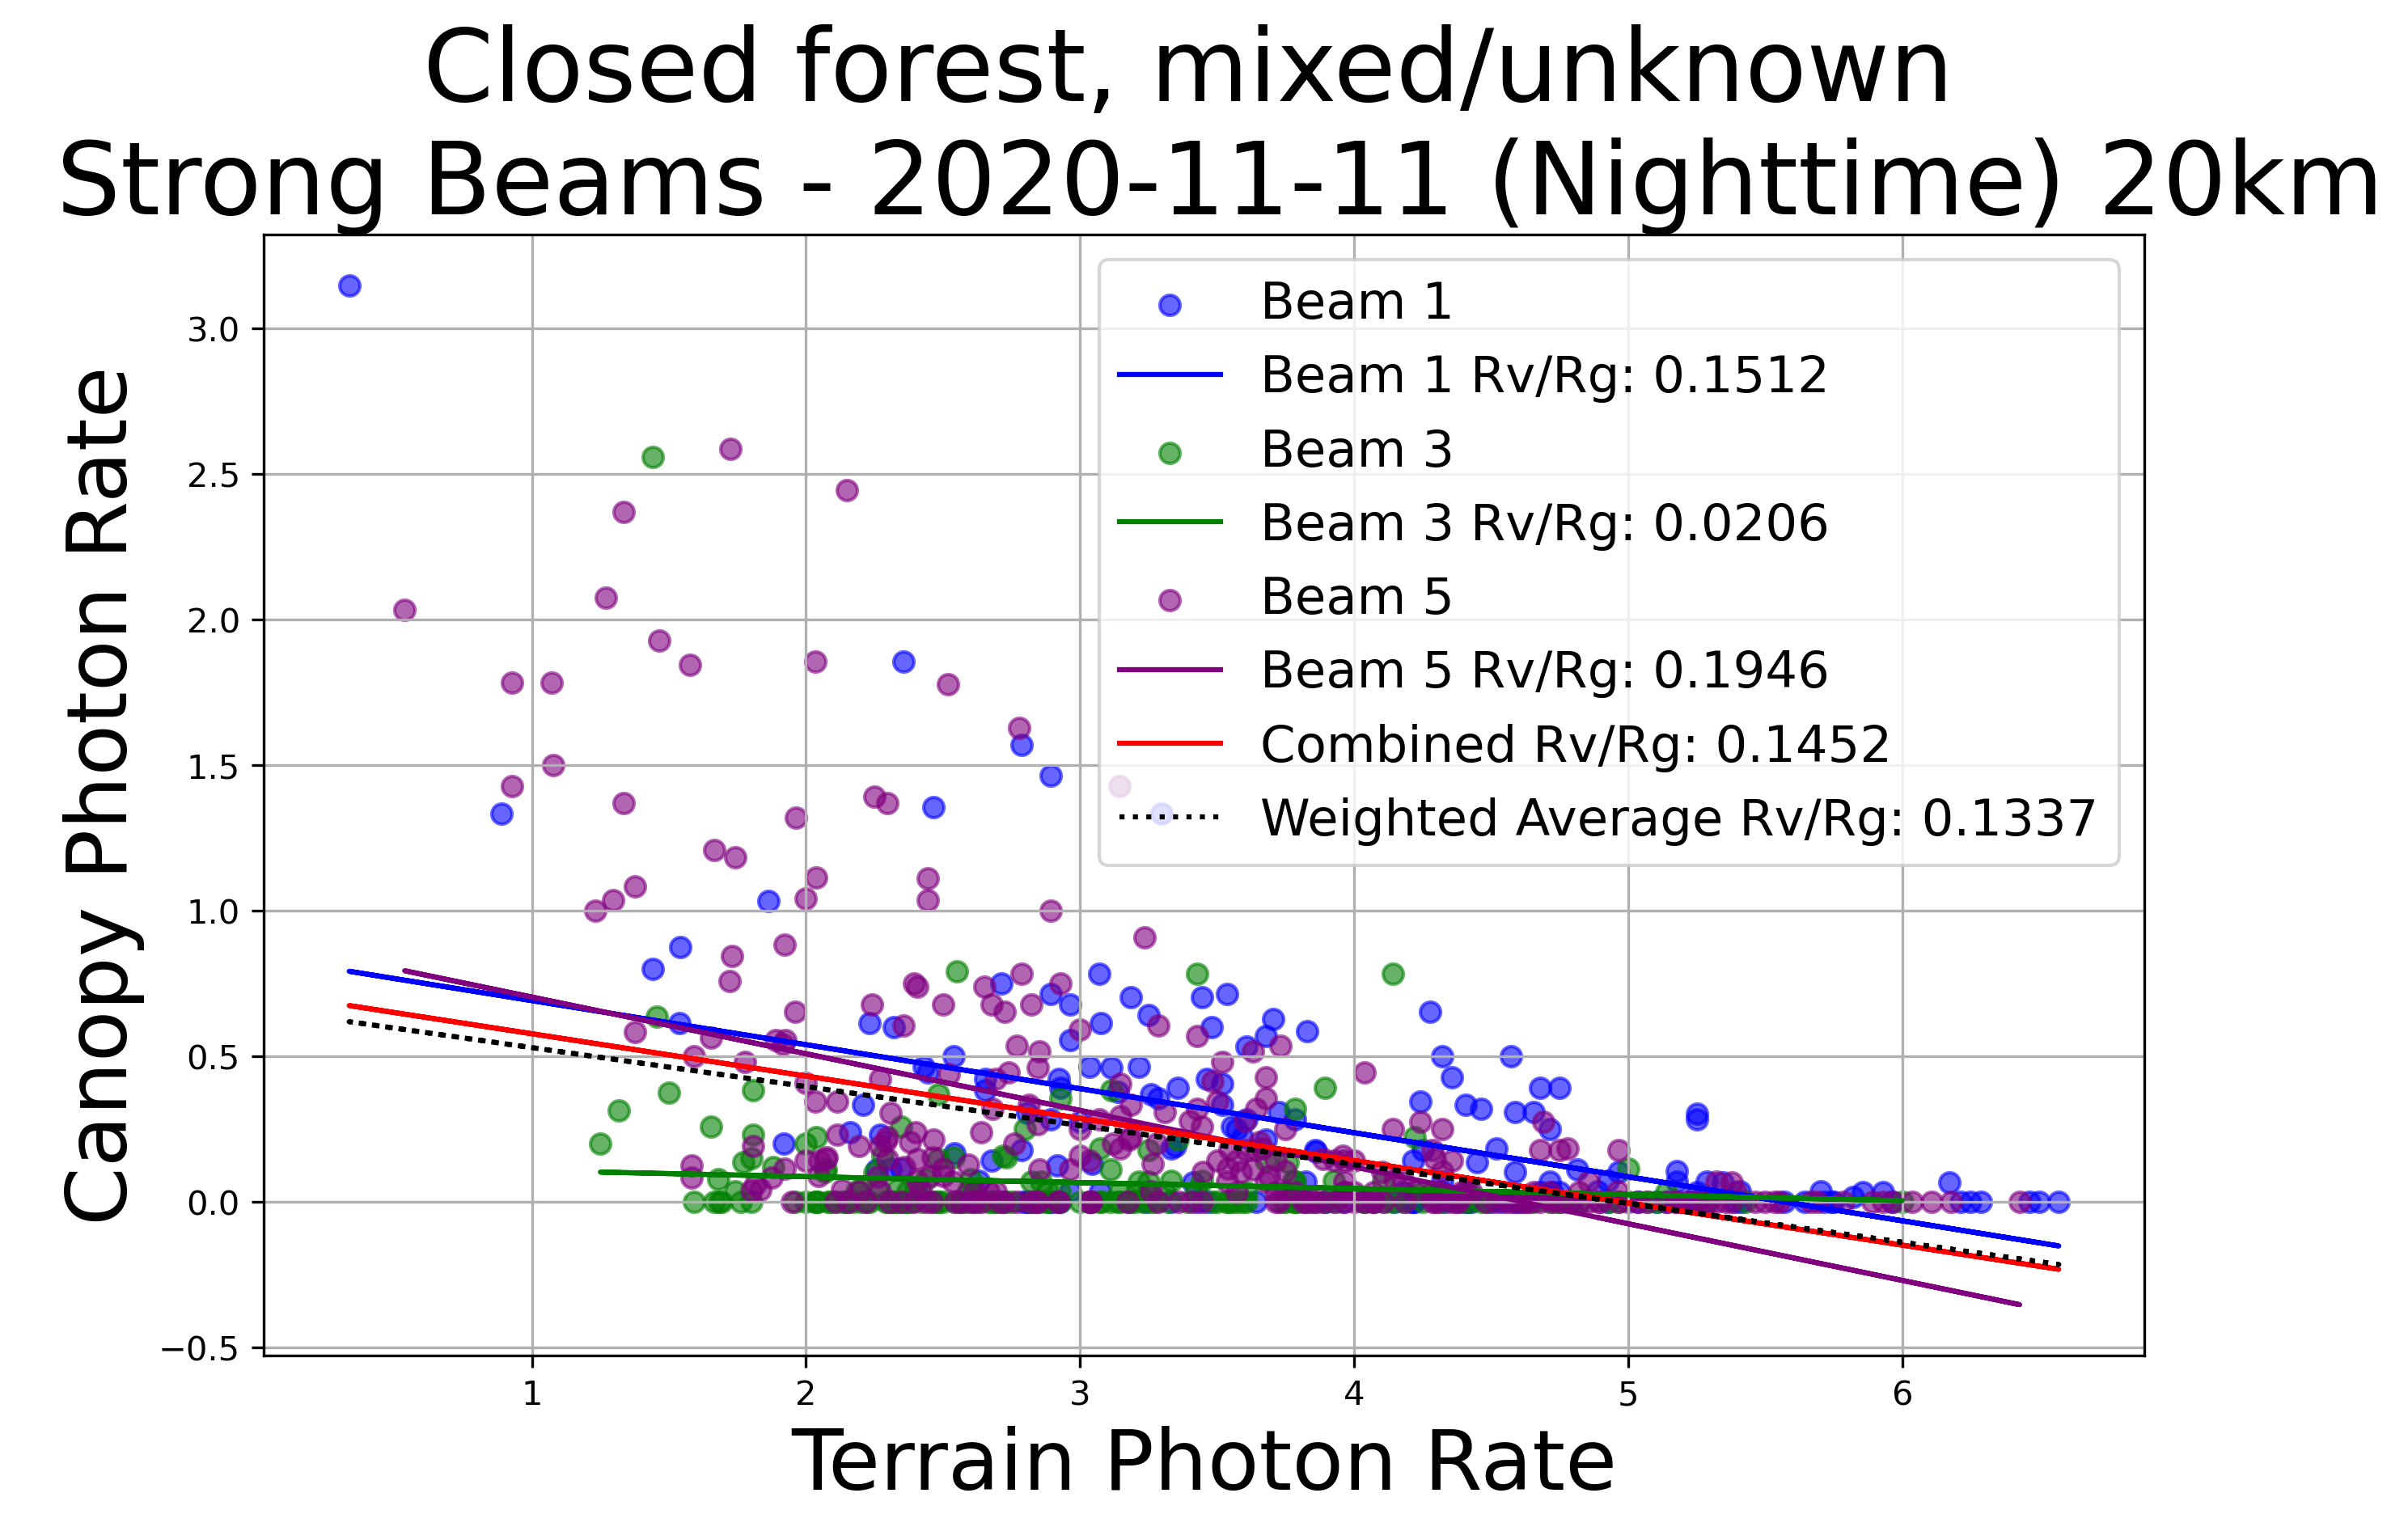 Closed forest, mixed/unknown
Strong Beams - 2020-11-11 (Nighttime) 20km
Canopy Photon Rate
3.0
2.5
2.0
1.5
1.0
0.5
0.0
−0.5
Beam 1
Beam 1 Rv/Rg: 0.1512
Beam 3
Beam 3 Rv/Rg: 0.0206
Beam 5
Beam 5 Rv/Rg: 0.1946
Combined Rv/Rg: 0.1452
Weighted Average Rv/Rg: 0.1337
1 2 3 4 5 6
Terrain Photon Rate